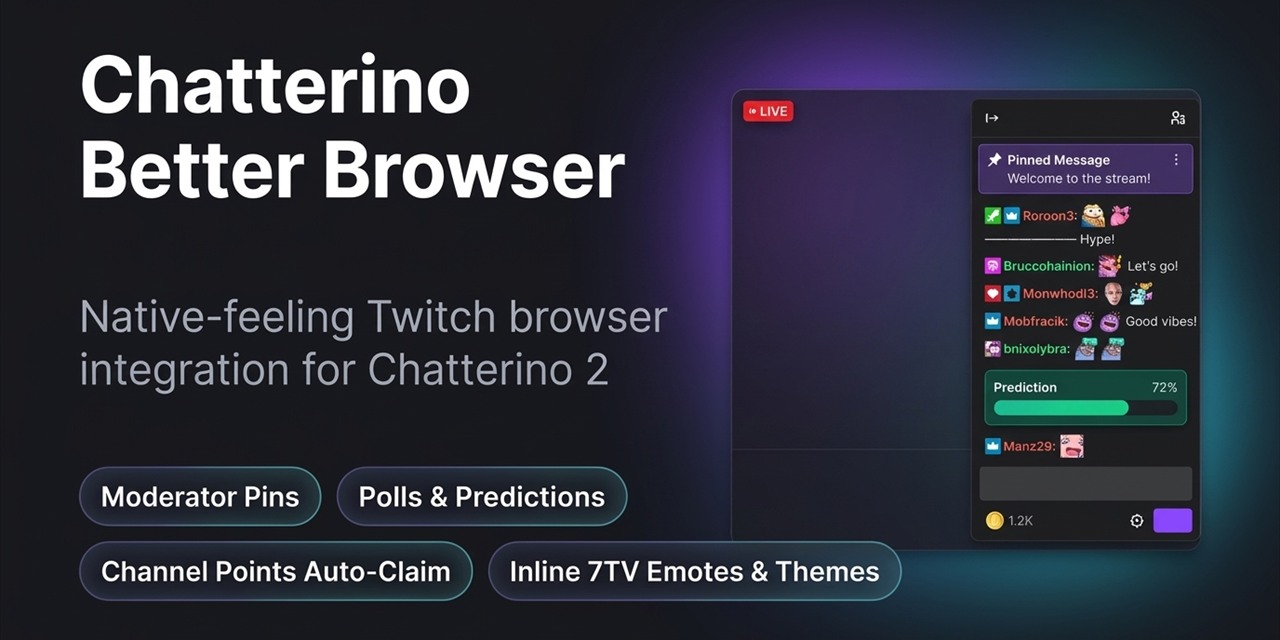 Chatterino
Better Browser
Native-feeling Twitch browser
integration for Chatterino 2
Moderator Pins
Polls & Predictions
Channel Points Auto-Claim
Inline 7TV Emotes & Themes
LIVE
Pinned Message
Welcome to the stream!
Roroon3:
Hype!
Bruccohainion: Let's go!
Monwhodl3:
Mobfracik: Good vibes!
bnixolybra:
Prediction 72%
Manz29:
1.2K